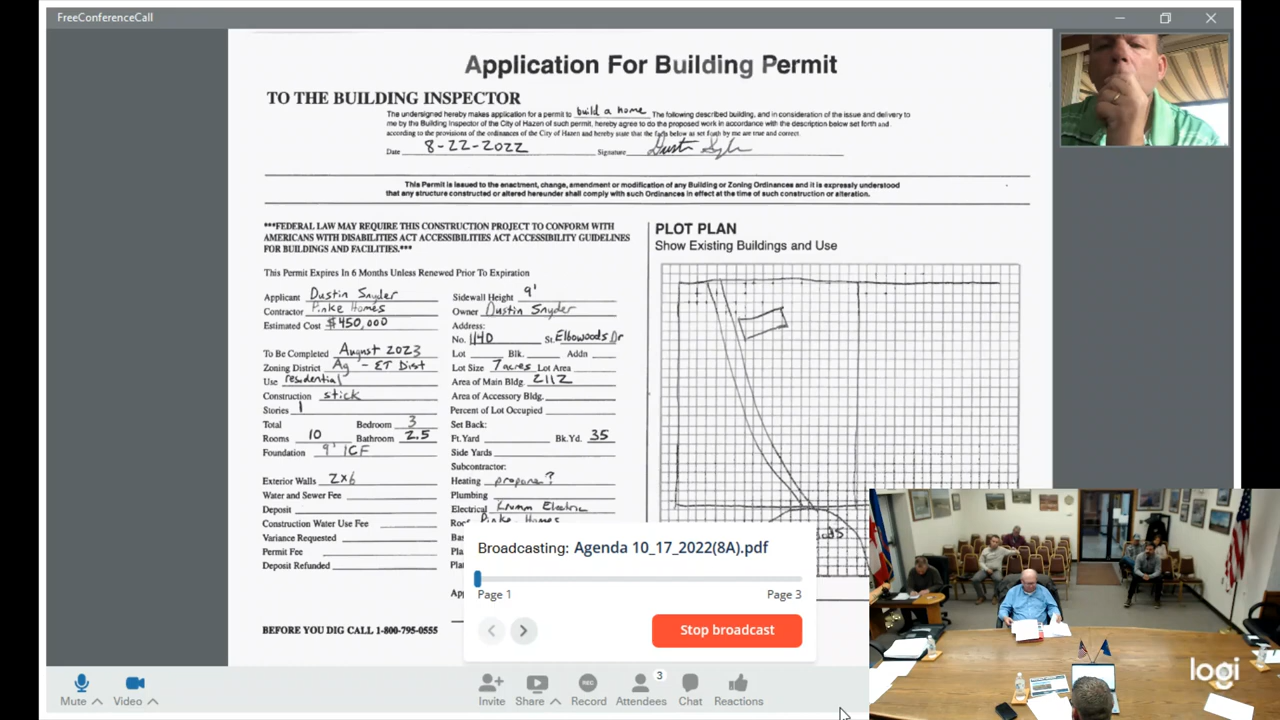 FreeConferenceCall
Application For Building Permit
TO THE BUILDING INSPECTOR
The undersigned hereby makes application for a permit to build a home The following described building, and in consideration of the issue and delivery to
me by the Building Inspector of the City of Hazen of such permit, hereby agree to do the proposed work in accordance with the description below set forth and
according to the provisions of the ordinances of the City of Hazen and hereby state that the facts below as set forth by me are true and correct.
Date 8-22-2022 Signature
This Permit is issued to the enactment, change, amendment or modification of any Building or Zoning Ordinances and it is expressly understood
that any structure constructed or altered hereunder shall comply with such Ordinances in effect at the time of such construction or alteration.
***FEDERAL LAW MAY REQUIRE THIS CONSTRUCTION PROJECT TO CONFORM WITH
AMERICANS WITH DISABILITIES ACT ACCESSIBILITIES ACT ACCESSIBILITY GUIDELINES
FOR BUILDINGS AND FACILITIES.***
This Permit Expires In 6 Months Unless Renewed Prior To Expiration
Applicant Dustin Snyder
Contractor Pinke Homes
Estimated Cost $450,000
To Be Completed August 2023
Zoning District Ag - ET Dist
Use residential
Construction stick
Stories 1
Total Bedroom 3
Rooms 10 Bathroom 2.5
Foundation 9' ICF
Exterior Walls 2x6
Water and Sewer Fee
Deposit
Construction Water Use Fee
Variance Requested
Permit Fee
Deposit Refunded
BEFORE YOU DIG CALL 1-800-795-0555
Sidewall Height 9'
Owner Dustin Snyder
Address:
No. 1140 St. Elbowoods Dr
Lot Blk. Addn
Lot Size 7 acres Lot Area
Area of Main Bldg. 2112
Area of Accessory Bldg.
Percent of Lot Occupied
Set Back:
Ft.Yard Bk.Yd. 35
Side Yards
Subcontractor:
Heating propane?
Plumbing
Electrical Krumm Electric
Pinke Homes
PLOT PLAN
Show Existing Buildings and Use
Broadcasting: Agenda 10_17_2022(8A).pdf
Page 1 Page 3
Stop broadcast
Mute Video
3
REC
Invite Share Record Attendees Chat Reactions
logi